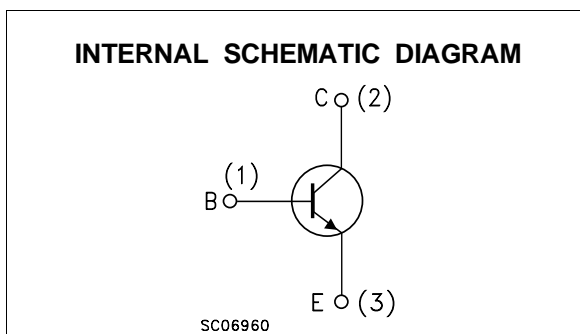 INTERNAL SCHEMATIC DIAGRAM
C (2)
(1)
B
E (3)
SC06960